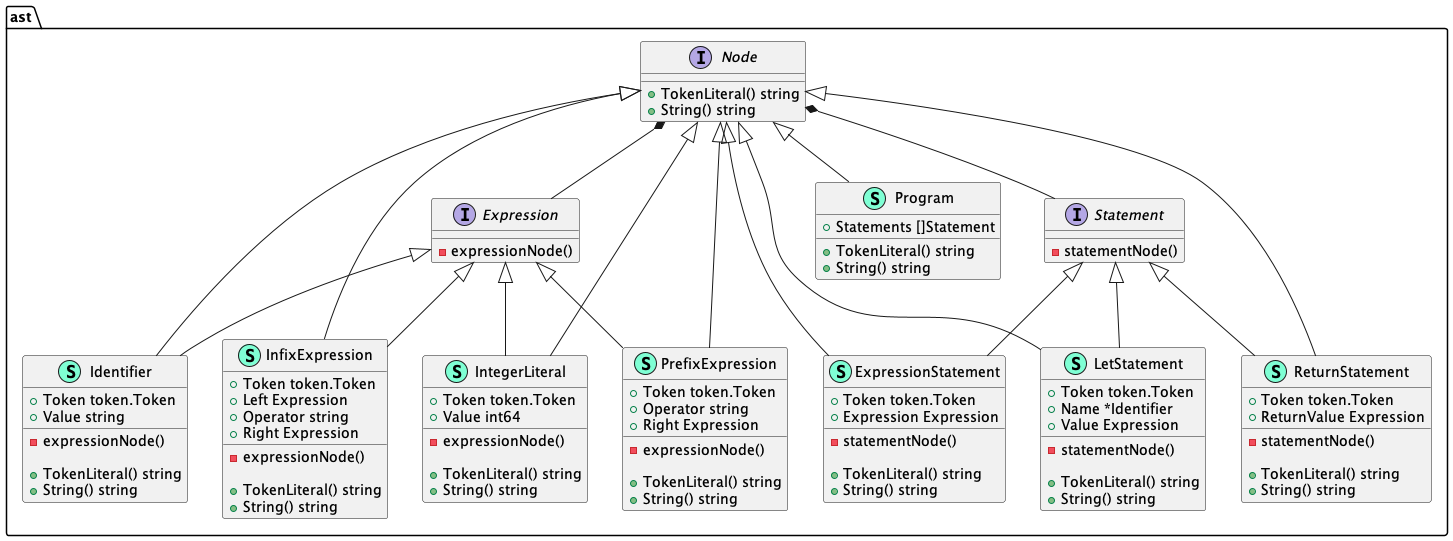 ast
I Node
TokenLiteral() string
String() string
I Expression
expressionNode()
S Program
Statements []Statement
TokenLiteral() string
String() string
I Statement
statementNode()
S Identifier
Token token.Token
Value string
expressionNode()
TokenLiteral() string
String() string
S InfixExpression
Token token.Token
Left Expression
Operator string
Right Expression
expressionNode()
TokenLiteral() string
String() string
S IntegerLiteral
Token token.Token
Value int64
expressionNode()
TokenLiteral() string
String() string
S PrefixExpression
Token token.Token
Operator string
Right Expression
expressionNode()
TokenLiteral() string
String() string
S ExpressionStatement
Token token.Token
Expression Expression
statementNode()
TokenLiteral() string
String() string
S LetStatement
Token token.Token
Name *Identifier
Value Expression
statementNode()
TokenLiteral() string
String() string
S ReturnStatement
Token token.Token
ReturnValue Expression
statementNode()
TokenLiteral() string
String() string